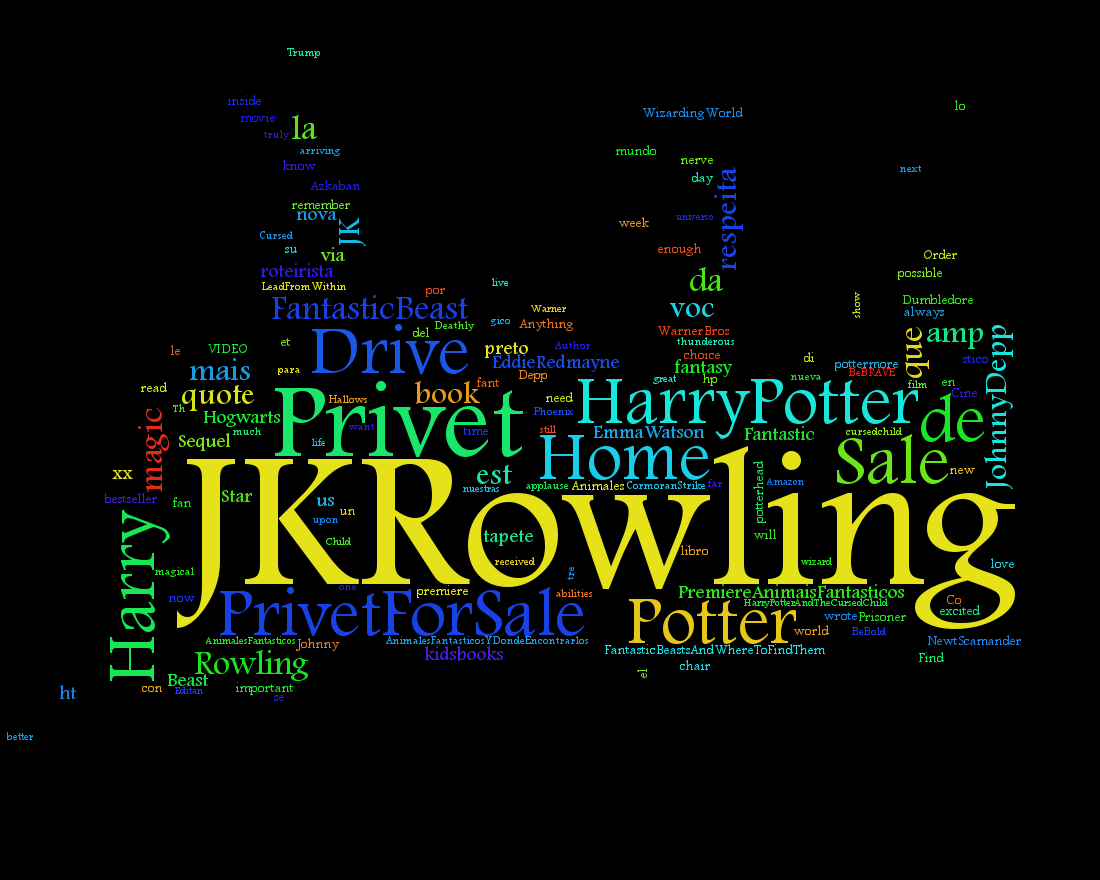 Trump
inside
Wizarding World
lo
movie
la
truly
arriving
mundo
nerve
know
next
day
Azkaban
respeita
remember
nova
universo
week
JK
Cursed
su
enough
via
Order
roteirista
possible
da
LeadFromWithin
live
por
FantasticBeast
Warner
voc
show
Dumbledore
always
gico
Anything
del
Deathly
WarnerBros
amp
et
thunderous
Drive
preto
Author
le
VIDEO
choice
di
que
stico
EddieRedmayne
mais
para
fantasy
pottermore
JohnnyDepp
BeBRAVE
Depp
great
hp
nueva
film
en
fant
read
quote
book
Cine
Hallows
need
HarryPotter
Th
Phoenix
Hogwarts
Privet
de
magic
want
much
time
still
EmmaWatson
Fantastic
cursedchild
Sequel
life
Home
Sale
xx
est
new
nuestras
applause
Animales
CormoranStrike
far
potterhead
Amazon
bestseller
fan
Star
us
un
upon
JKRowling
tapete
will
Child
libro
received
wizard
love
Harry
magical
tre
one
premiere
abilities
PremiereAnimaisFantasticos
now
PrivetForSale
HarryPotterAndTheCursedChild
Co
excited
Potter
wrote
Prisoner
world
BeBold
AnimalesFantasticos
Johnny
AnimalesFantasticosYDondeEncontrarlos
NewtScamander
kidsbooks
FantasticBeastsAndWhereToFindThem
Find
Rowling
chair
el
Beast
con
Editan
important
se
ht
better